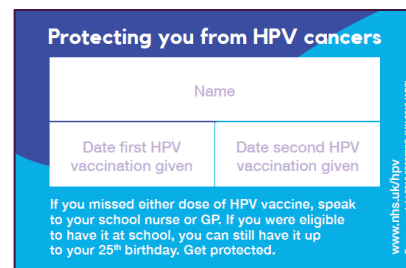 Protecting you from HPV cancers
Name
Date first HPV
vaccination given
Date second HPV
vaccination given
If you missed either dose of HPV vaccine, speak
to your school nurse or GP. If you were eligible
to have it at school, you can still have it up
to your 25th birthday. Get protected.
www.nhs.uk/hpv